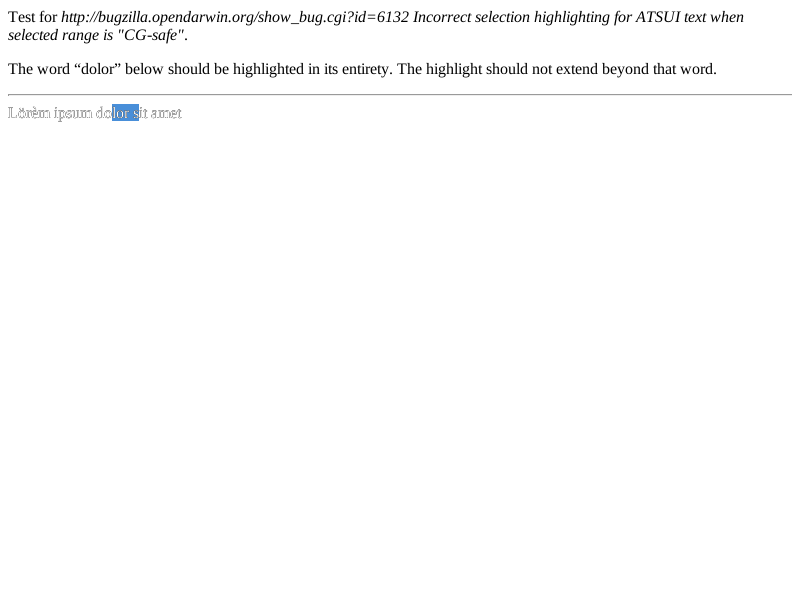 Test for http://bugzilla.opendarwin.org/show_bug.cgi?id=6132 Incorrect selection highlighting for ATSUI text when
selected range is "CG-safe".
The word “dolor” below should be highlighted in its entirety. The highlight should not extend beyond that word.
Lörèm ipsum dolor sit amet